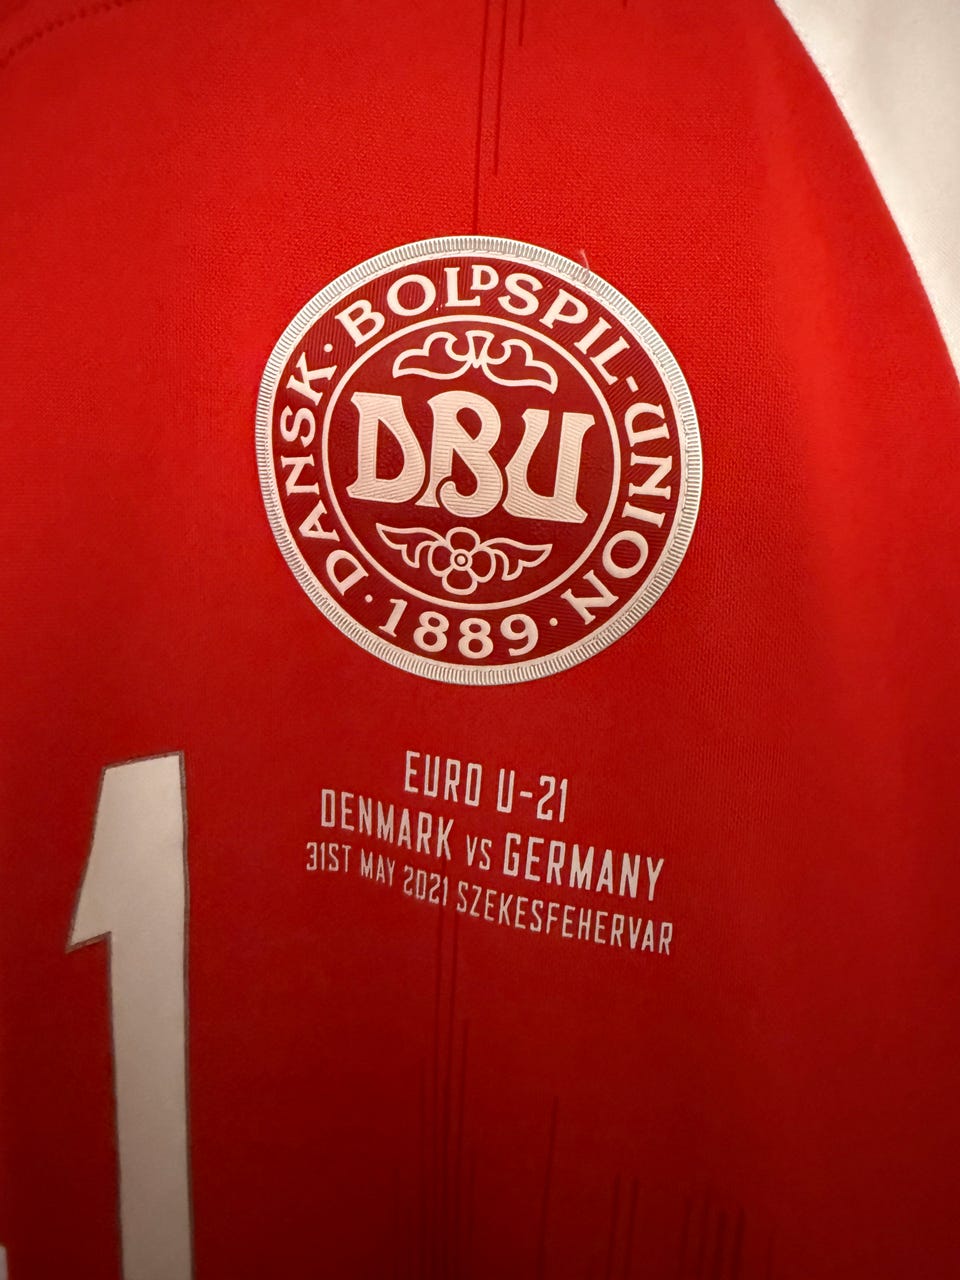 DANSK · BOLDSPIL-UNION · 1889 ·
DBU
EURO U-21
DENMARK VS GERMANY
31ST MAY 2021 SZEKESFEHERVAR
1